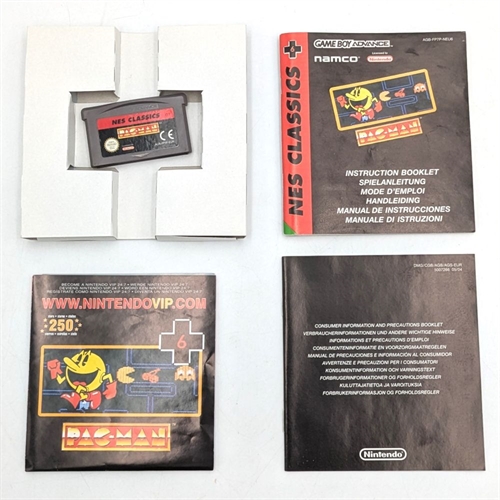 NES CLASSICS
PAC-MAN
CE
NES CLASSICS
GAME BOY ADVANCE
namco
Nintendo
PAC-MAN
INSTRUCTION BOOKLET
SPIELANLEITUNG
MODE D'EMPLOI
HANDLEIDING
MANUAL DE INSTRUCCIONES
MANUALE DI ISTRUZIONI
WWW.NINTENDOVIP.COM
250
6
PAC-MAN
CONSUMER INFORMATION AND PRECAUTIONS BOOKLET
VERBRAUCHERINFORMATIONEN UND ANDERE WICHTIGE HINWEISE
INFORMATIONS ET PRÉCAUTIONS D'EMPLOI
CONSUMENTENINFORMATIE EN VOORZORGSMAATREGELEN
MANUAL DE PRECAUCIONES E INFORMACIÓN AL CONSUMIDOR
AVVERTENZE E PRECAUZIONI PER I CONSUMATORI
KONSUMENTINFORMATION OCH VARNINGSTEXT
FORBRUGERINFORMATIONER OG FORHOLDSREGLER
KULUTTAJATIETOA JA VAROITUKSIA
FORBRUKERINFORMASJON OG FORHOLDSREGLER
Nintendo